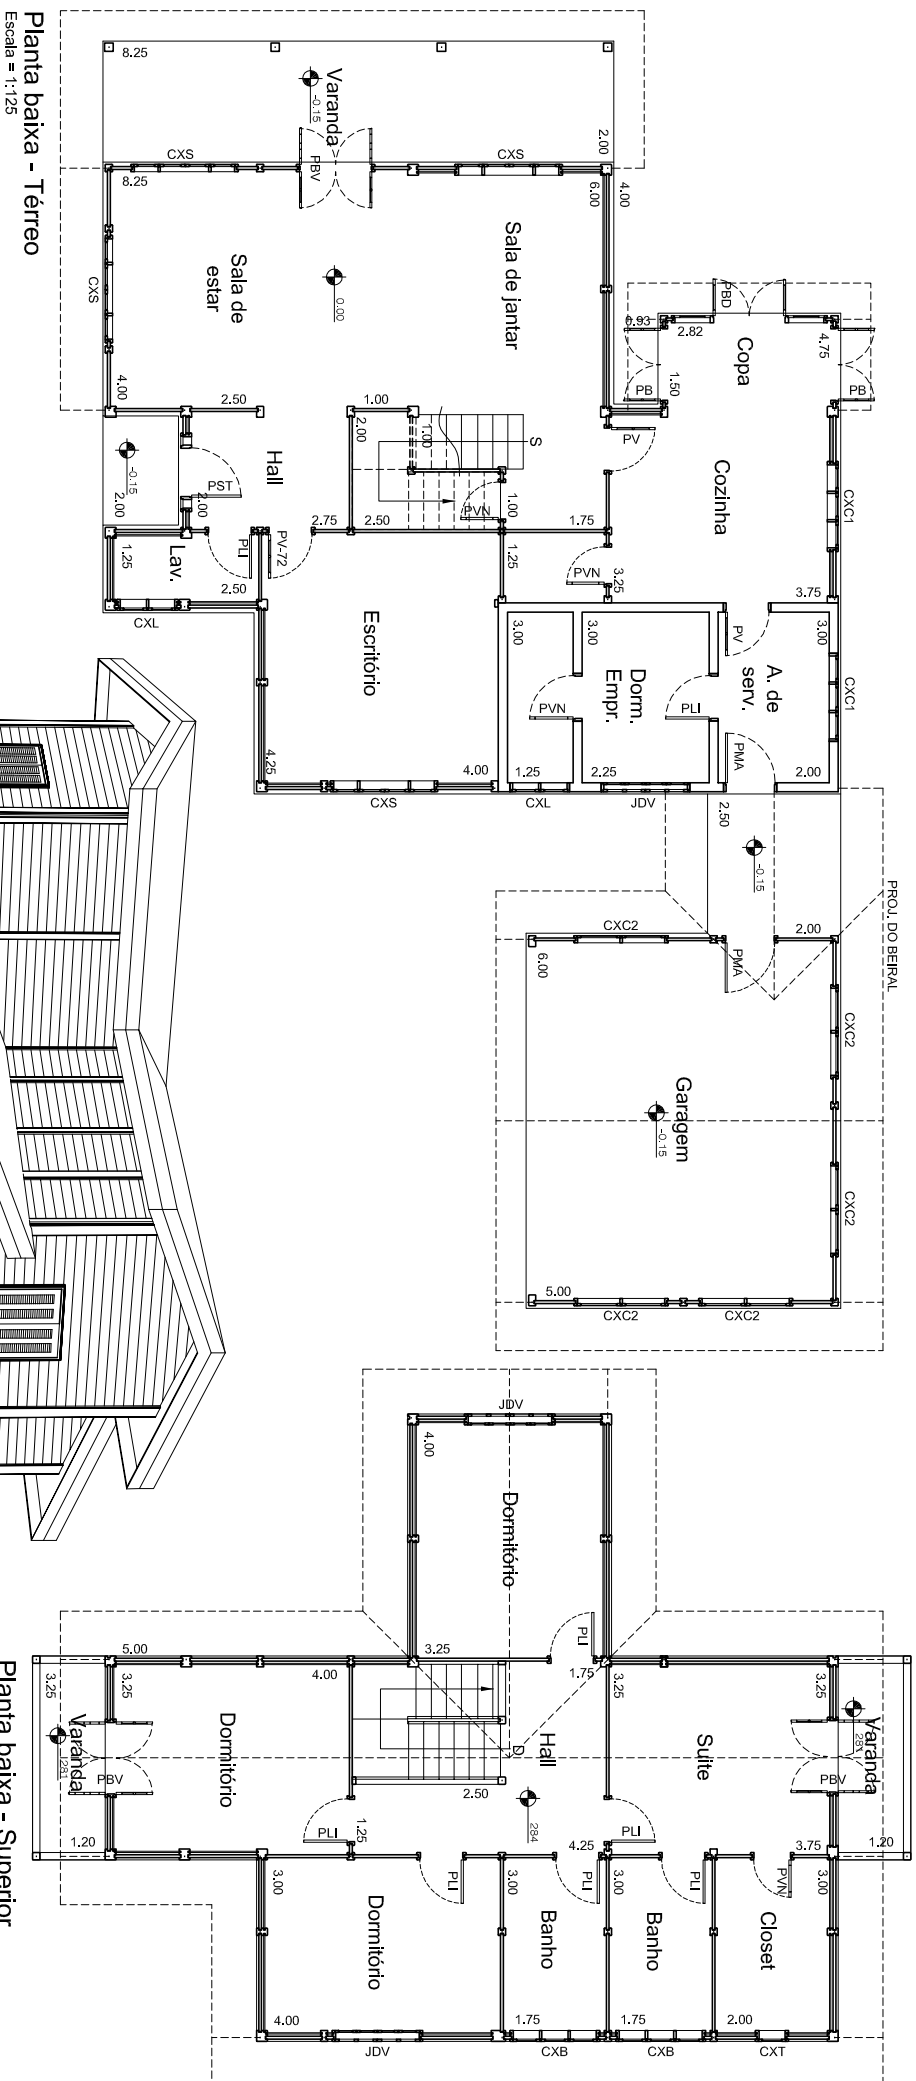 Planta baixa - Térreo
Escala = 1:125
8.25
Varanda
-0.15
2.00
CXS
PBV
CXS
8.25
6.00
4.00
Sala de jantar
Sala de
estar
0.00
CXS
4.00
2.50
1.00
2.00
1.00
S
Hall
-0.15
2.00
PST
2.00
PBD
0.93
2.82
Copa
4.75
1.50
PB
PB
PV
Cozinha
CXC1
PVN
1.00
1.75
2.75
2.50
PV-72
PLI
Lav.
1.25
2.50
CXL
1.25
PVN
3.25
3.75
Escritório
4.25
4.00
CXS
3.00
PVN
1.25
CXL
3.00
Dorm.
Empr.
PLI
2.25
JDV
PV
3.00
A. de
serv.
CXC1
PMA
2.00
2.50
-0.15
PROJ. DO BEIRAL
CXC2
6.00
PMA
2.00
CXC2
Garagem
-0.15
CXC2
5.00
CXC2
CXC2
JDV
4.00
Dormitório
PLI
3.25
1.75
5.00
4.00
3.25
3.25
3.25
Varanda
281
PBV
1.20
Dormitório
D
Hall
2.50
284
Suite
Varanda
281
PBV
1.20
1.25
PLI
4.25
PLI
3.75
3.00
PLI
3.00
PLI
3.00
PLI
PVN
3.00
Dormitório
Banho
Banho
Closet
4.00
1.75
1.75
2.00
JDV
CXB
CXB
CXT
Planta baixa - Superior